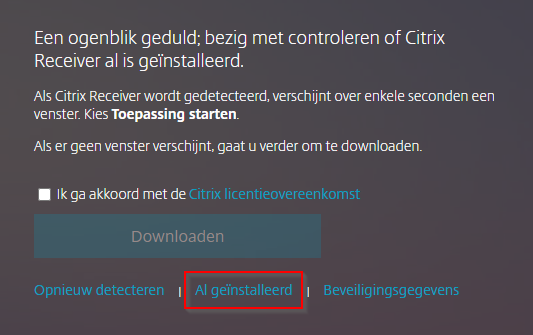 Een ogenblik geduld; bezig met controleren of Citrix
Receiver al is geïnstalleerd.
Als Citrix Receiver wordt gedetecteerd, verschijnt over enkele seconden een
venster. Kies Toepassing starten.
Als er geen venster verschijnt, gaat u verder om te downloaden.
Ik ga akkoord met de Citrix licentieovereenkomst
Downloaden
Opnieuw detecteren | Al geïnstalleerd | Beveiligingsgegevens